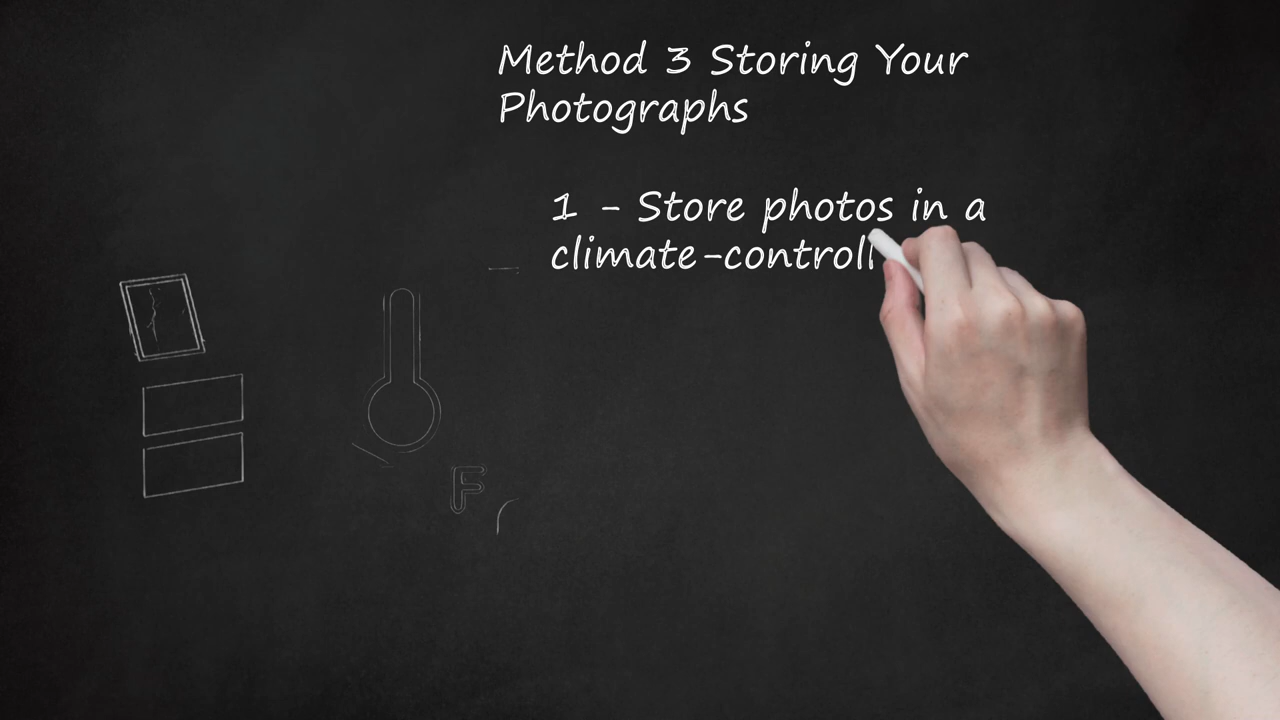 Method 3 Storing Your
Photographs
1 - Store photos in a
climate-controll
F